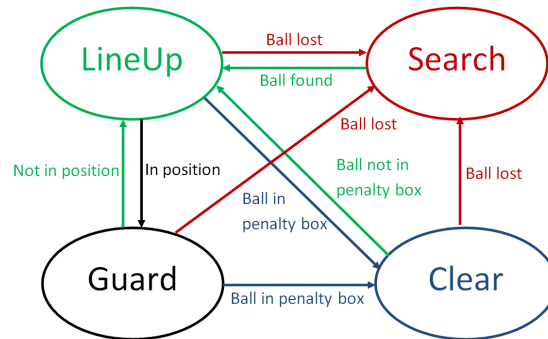 Ball lost
LineUp
Search
Ball found
Ball lost
Not in position
In position
Ball not in
penalty box
Ball lost
Ball in
penalty box
Guard
Clear
Ball in penalty box